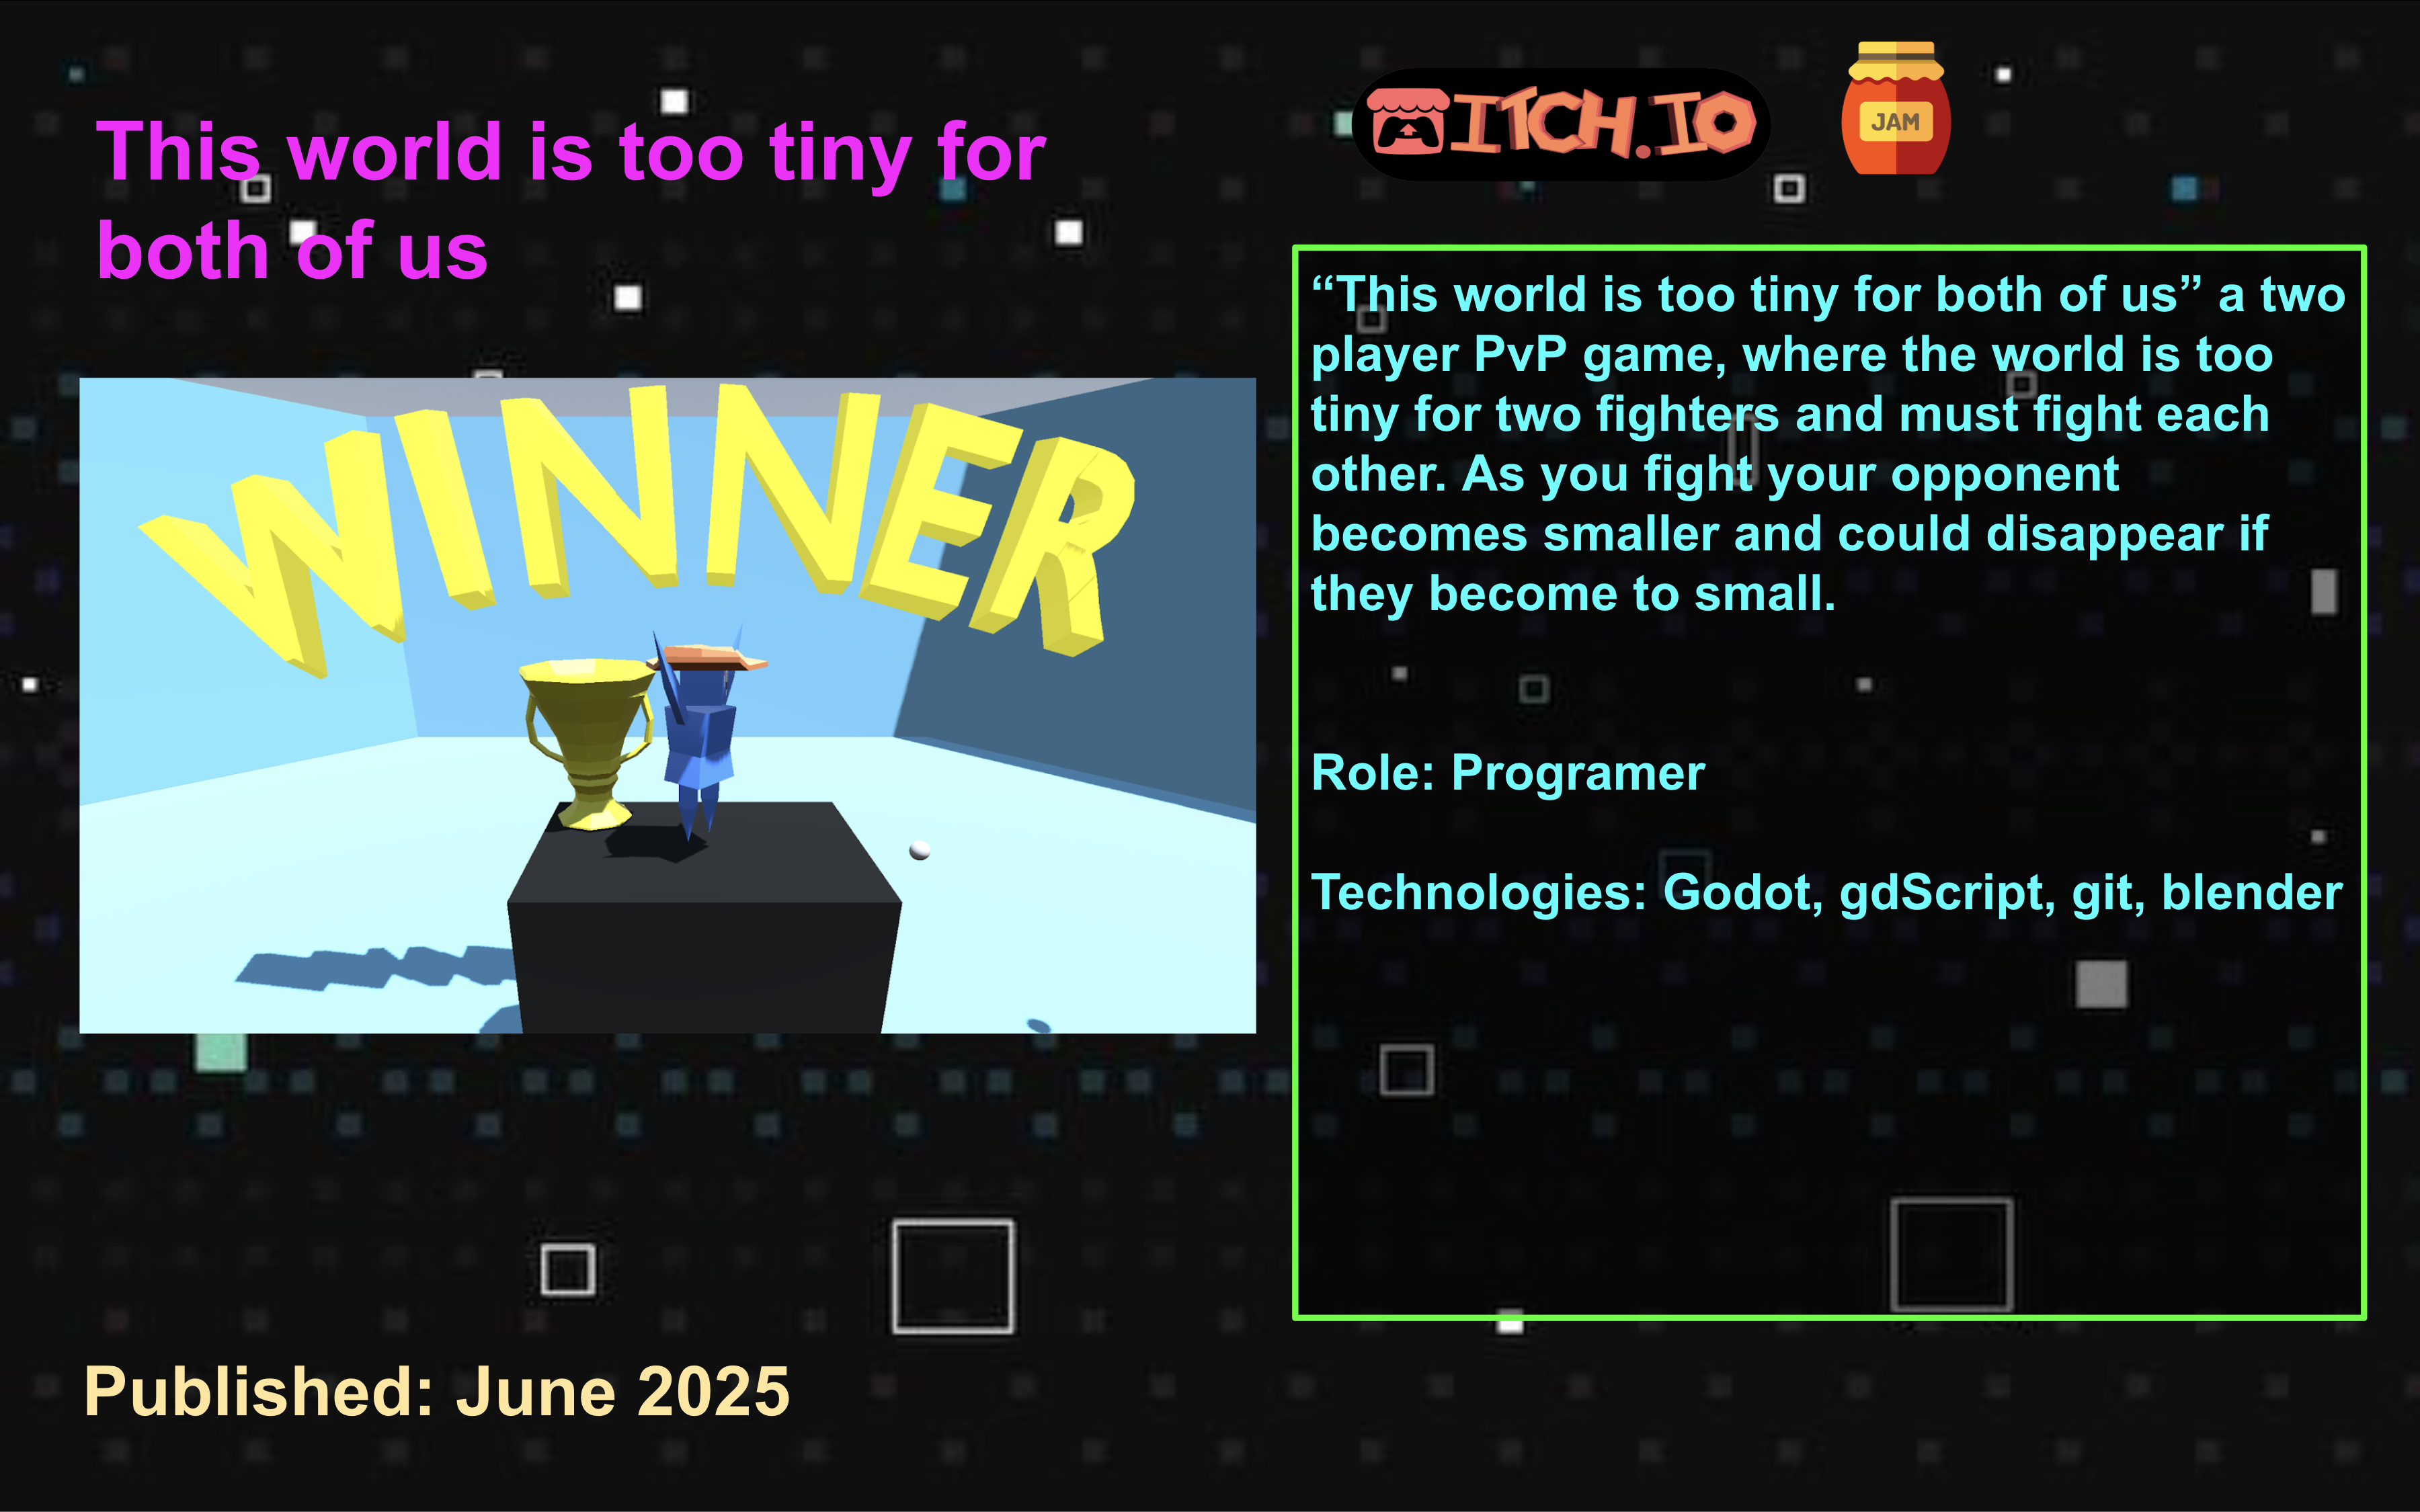 This world is too tiny for
both of us
ITCH.IO
JAM
WINNER
“This world is too tiny for both of us” a two
player PvP game, where the world is too
tiny for two fighters and must fight each
other. As you fight your opponent
becomes smaller and could disappear if
they become to small.
Role: Programer
Technologies: Godot, gdScript, git, blender
Published: June 2025